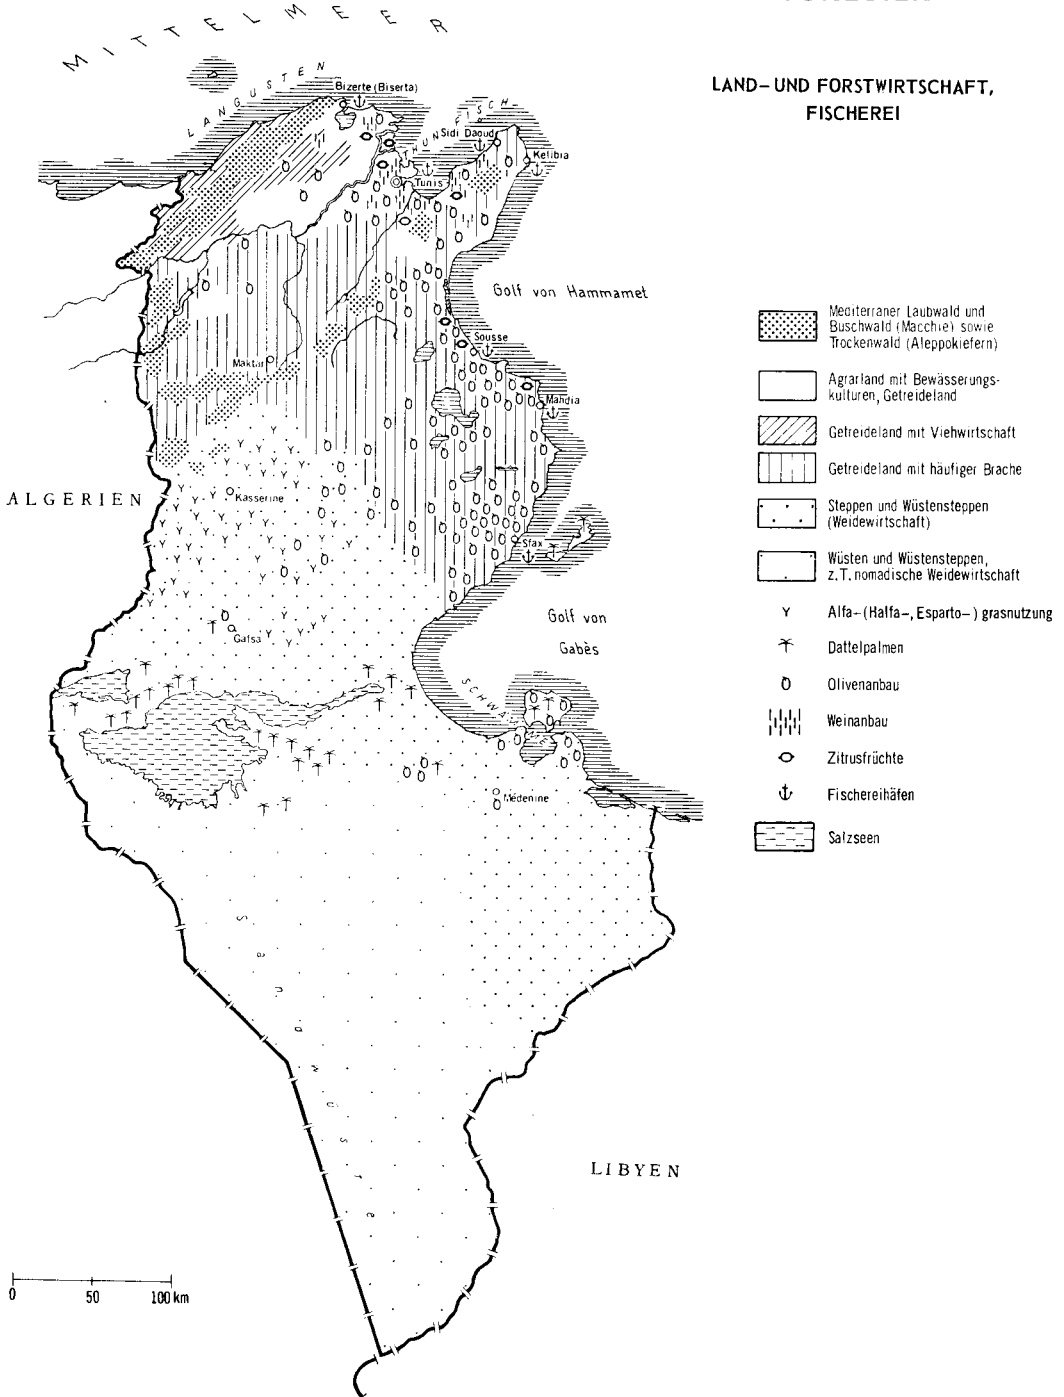 MITTELMEER
LAND- UND FORSTWIRTSCHAFT,
FISCHEREI
LANGUSTEN
Bizerte (Biserta)
THUNFISCH-
Sidi Daoud
Kelibia
Tunis
Golf von Hammamet
Sousse
Maktar
Mahdia
ALGERIEN
Kasserine
Sfax
Golf von
Gabès
Gafsa
Médenine
Sandwüste
LIBYEN
0 50 100 km
Mediterraner Laubwald und
Buschwald (Macchie) sowie
Trockenwald (Aleppokiefern)
Agrarland mit Bewässerungs-
kulturen, Getreideland
Getreideland mit Viehwirtschaft
Getreideland mit häufiger Brache
Steppen und Wüstensteppen
(Weidewirtschaft)
Wüsten und Wüstensteppen,
z.T. nomadische Weidewirtschaft
Alfa-(Halfa-, Esparto-) grasnutzung
Dattelpalmen
Olivenanbau
Weinanbau
Zitrusfrüchte
Fischereihäfen
Salzseen